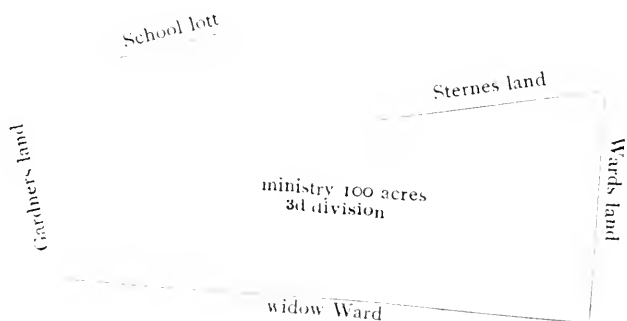 School lott
Sternes land
Gardners land
ministry 100 acres
3d division
Wards land
widow Ward